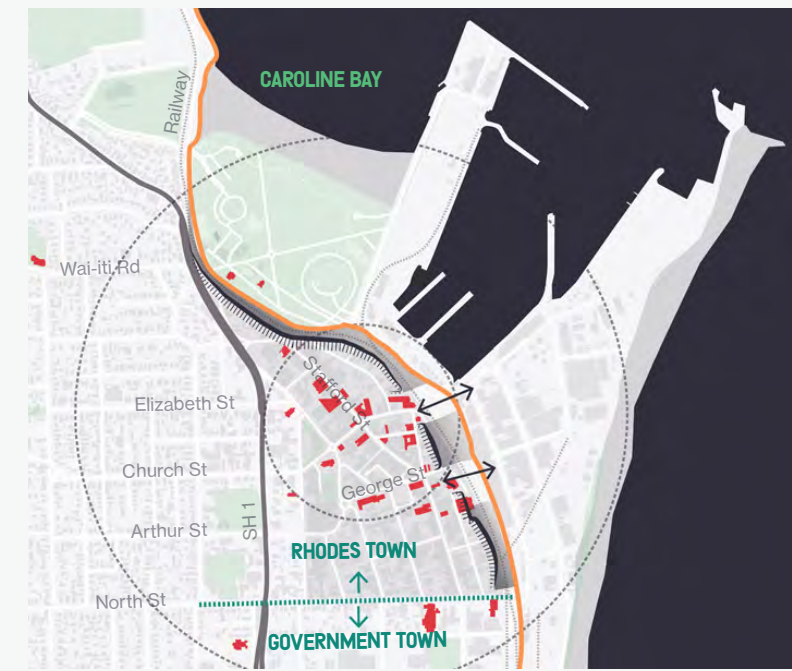 CAROLINE BAY
Railway
Wai-iti Rd
Stafford St
Elizabeth St
Church St
George St
SH 1
Arthur St
RHODES TOWN
North St
GOVERNMENT TOWN